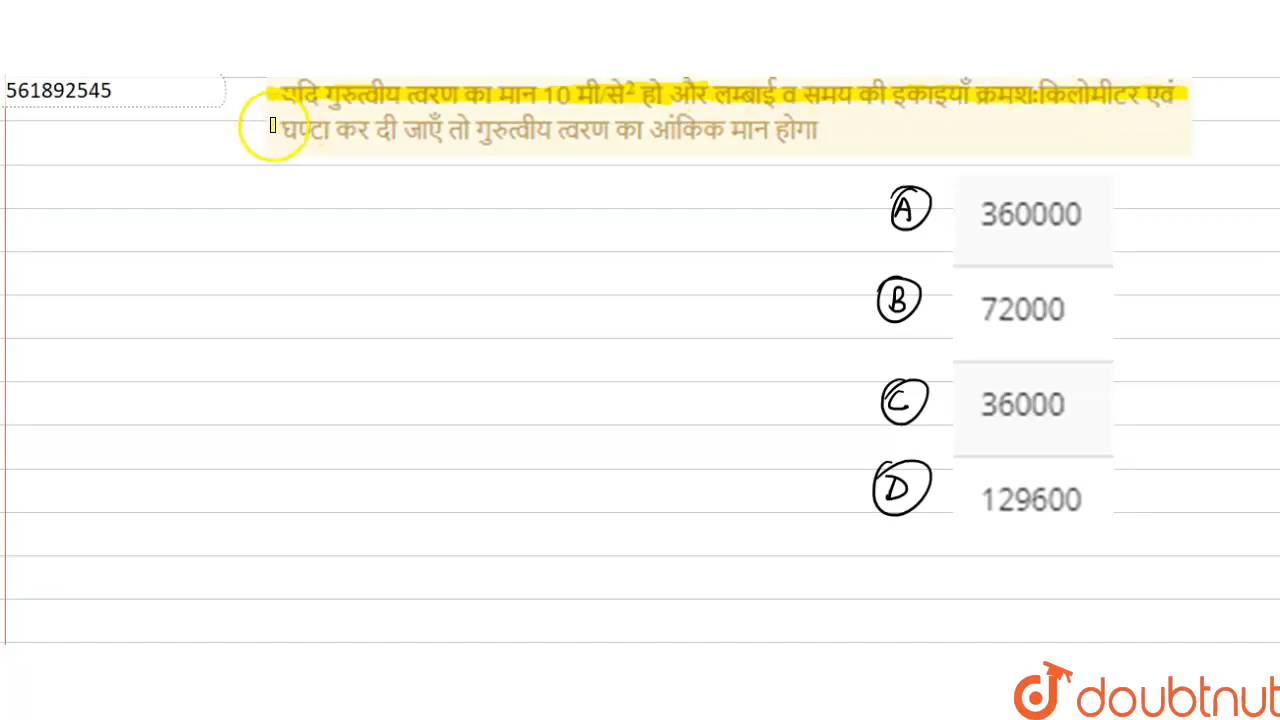 561892545
यदि गुरुत्वीय त्वरण का मान 10 मी/से² हो और लम्बाई व समय की इकाइयाँ क्रमशःकिलोमीटर एवं
घण्टा कर दी जाएँ तो गुरुत्वीय त्वरण का आंकिक मान होगा
A 360000
B 72000
C 36000
D 129600
doubtnut